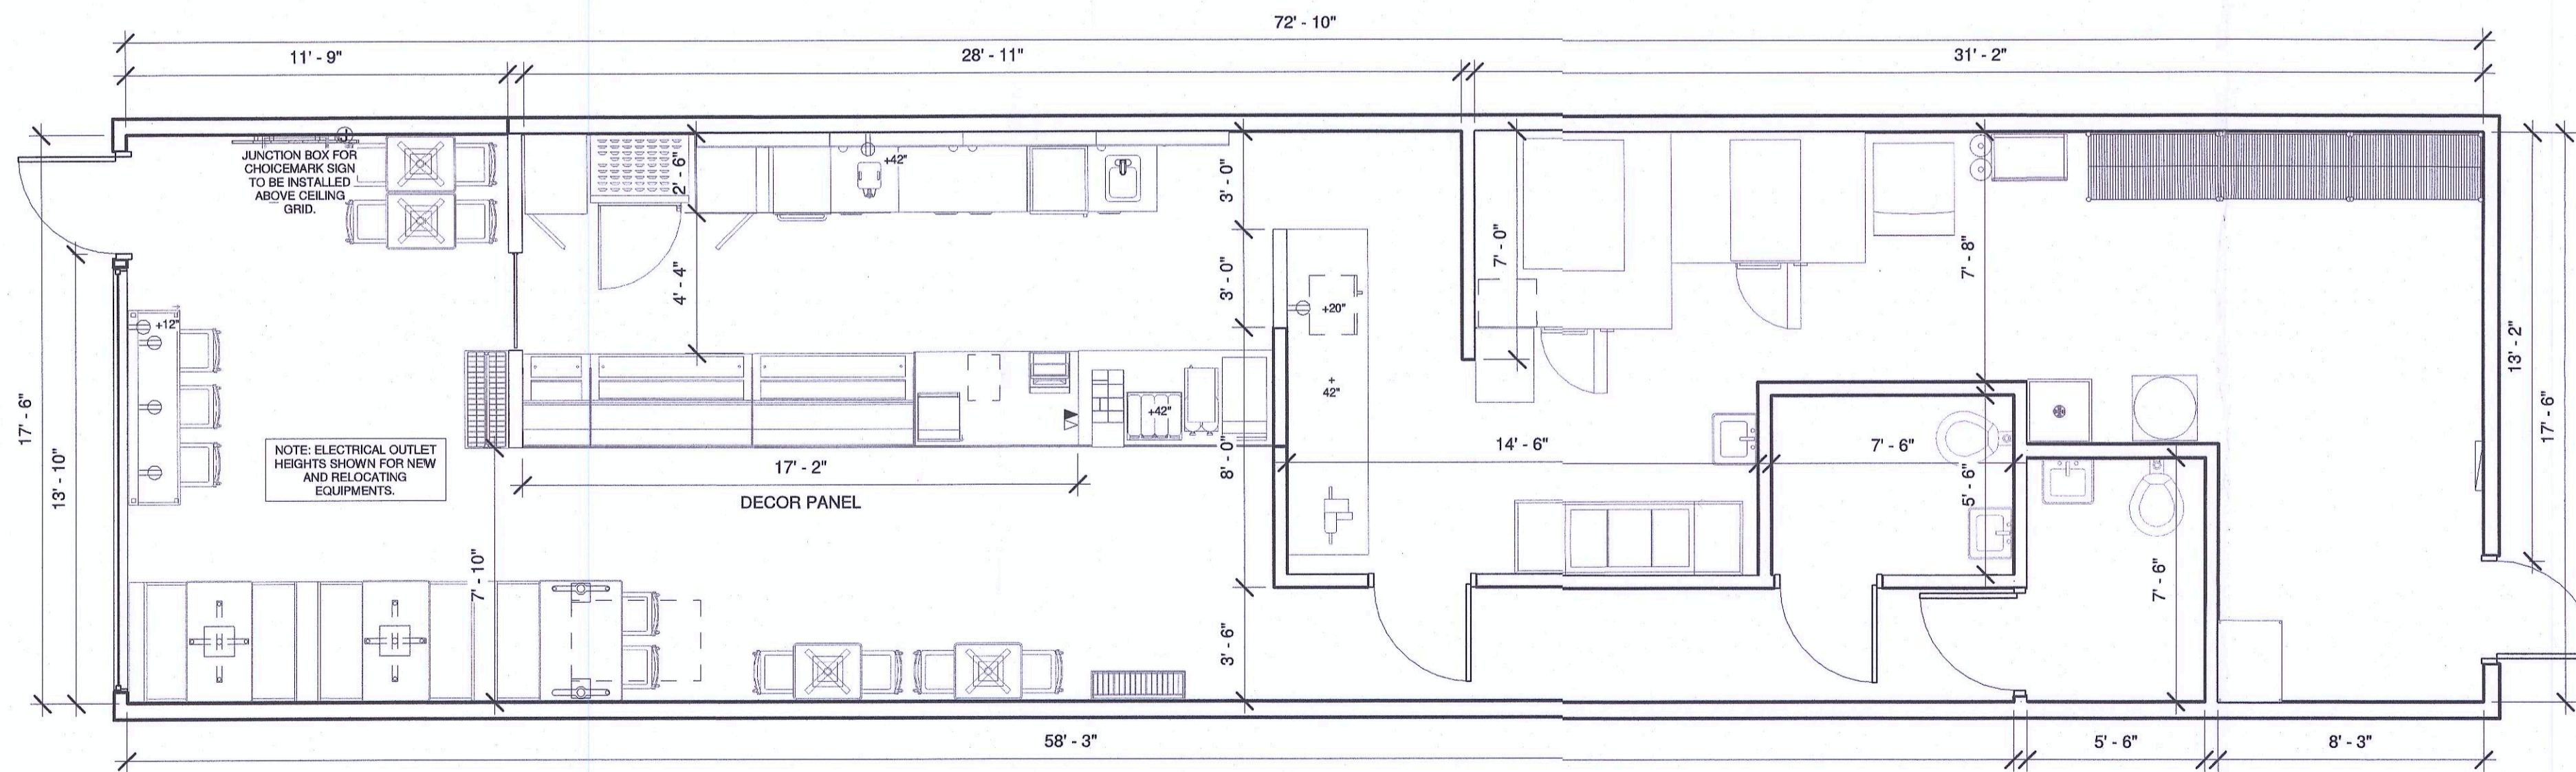 72' - 10"
11' - 9"
28' - 11"
31' - 2"
JUNCTION BOX FOR
CHOICEMARK SIGN
TO BE INSTALLED
ABOVE CEILING
GRID.
2' - 6"
+42"
3' - 0"
4' - 4"
3' - 0"
+20"
7' - 0"
7' - 8"
13' - 2"
17' - 6"
+12"
17' - 6"
13' - 10"
+
42"
+42"
NOTE: ELECTRICAL OUTLET
HEIGHTS SHOWN FOR NEW
AND RELOCATING
EQUIPMENTS.
17' - 2"
DECOR PANEL
8' - 0"
14' - 6"
7' - 6"
5' - 6"
7' - 10"
7' - 6"
3' - 6"
58' - 3"
5' - 6"
8' - 3"